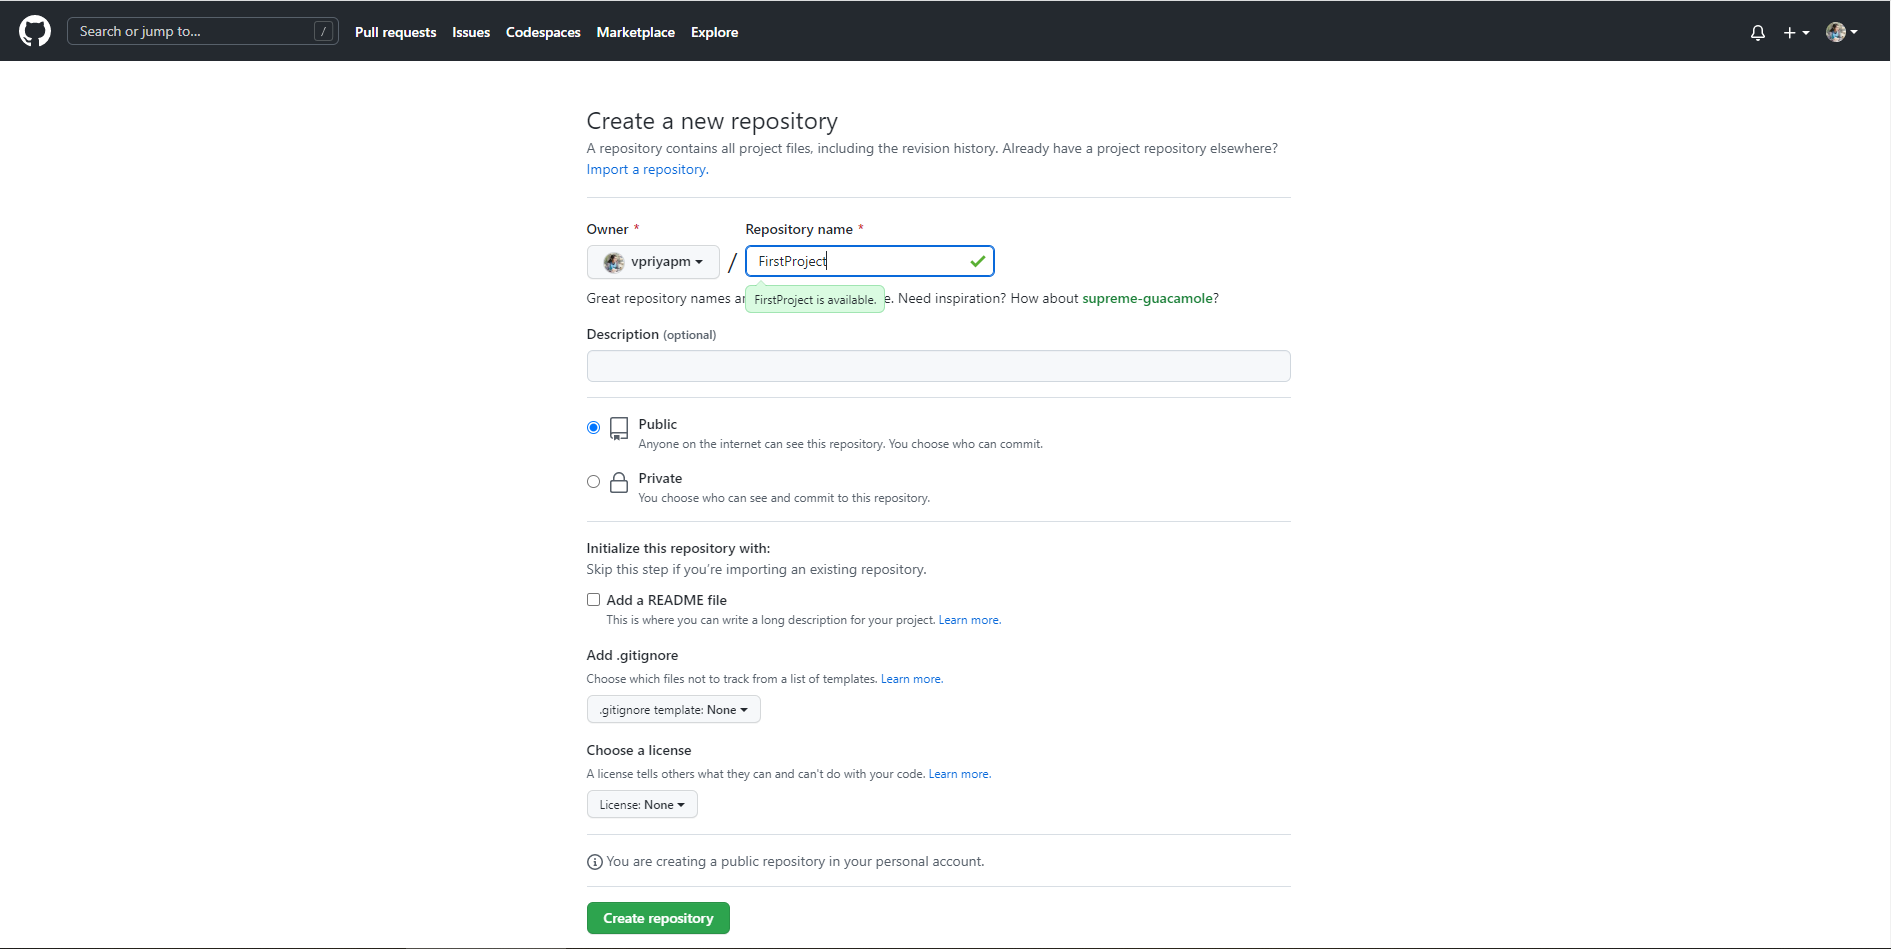 Search or jump to... /
Pull requests Issues Codespaces Marketplace Explore
Create a new repository
A repository contains all project files, including the revision history. Already have a project repository elsewhere?
Import a repository.
Owner * Repository name *
vpriyapm / FirstProject
Great repository names a e. Need inspiration? How about supreme-guacamole?
FirstProject is available.
Description (optional)
Public
Anyone on the internet can see this repository. You choose who can commit.
Private
You choose who can see and commit to this repository.
Initialize this repository with:
Skip this step if you’re importing an existing repository.
Add a README file
This is where you can write a long description for your project. Learn more.
Add .gitignore
Choose which files not to track from a list of templates. Learn more.
.gitignore template: None
Choose a license
A license tells others what they can and can't do with your code. Learn more.
License: None
You are creating a public repository in your personal account.
Create repository